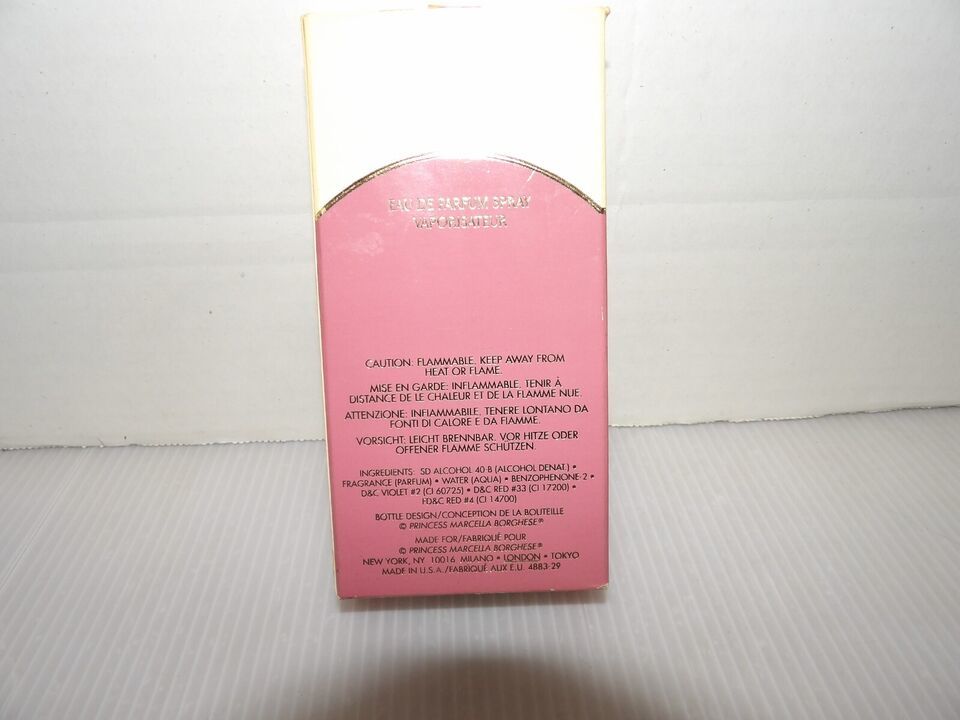 EAU DE PARFUM SPRAY
VAPORISATEUR
CAUTION: FLAMMABLE, KEEP AWAY FROM
HEAT OR FLAME.
MISE EN GARDE: INFLAMMABLE, TENIR À
DISTANCE DE LE CHALEUR ET DE LA FLAMME NUE.
ATTENZIONE: INFIAMMABILE, TENERE LONTANO DA
FONTI DI CALORE E DA FIAMME.
VORSICHT: LEICHT BRENNBAR. VOR HITZE ODER
OFFENER FLAMME SCHÜTZEN.
INGREDIENTS: SD ALCOHOL 40-B (ALCOHOL DENAT.) •
FRAGRANCE (PARFUM) • WATER (AQUA) • BENZOPHENONE-2 •
D&C VIOLET #2 (CI 60725) • D&C RED #33 (CI 17200) •
FD&C RED #4 (CI 14700)
BOTTLE DESIGN/CONCEPTION DE LA BOUTEILLE
© PRINCESS MARCELLA BORGHESE®
MADE FOR/FABRIQUÉ POUR
© PRINCESS MARCELLA BORGHESE®
NEW YORK, NY 10016 MILANO • LONDON • TOKYO
MADE IN U.S.A./FABRIQUÉ AUX E.U. 4883-29